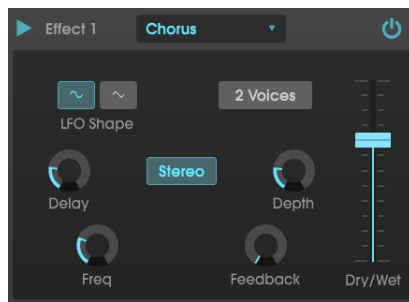 Effect 1
Chorus
2 Voices
LFO Shape
Stereo
Delay
Depth
Freq
Feedback
Dry/Wet